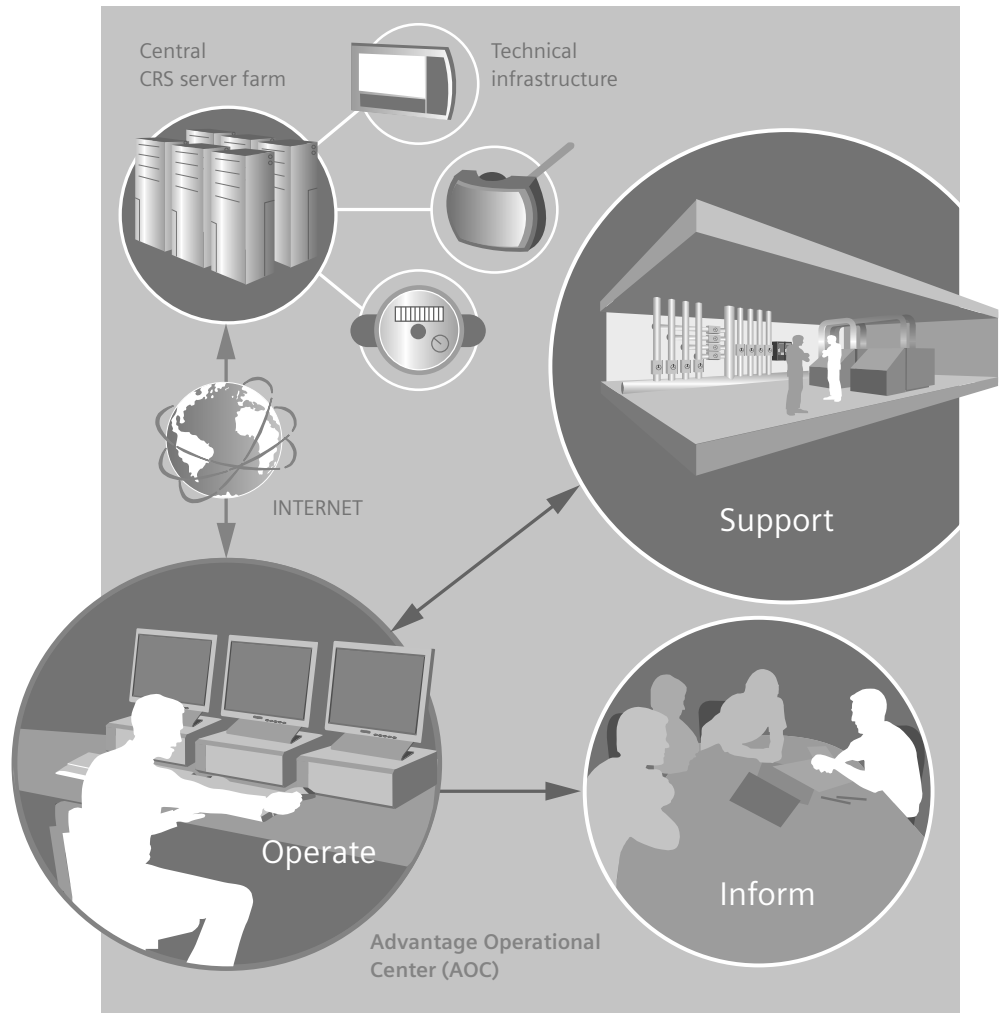 Central
CRS server farm
Technical
infrastructure
INTERNET
Support
Operate
Inform
Advantage Operational
Center (AOC)